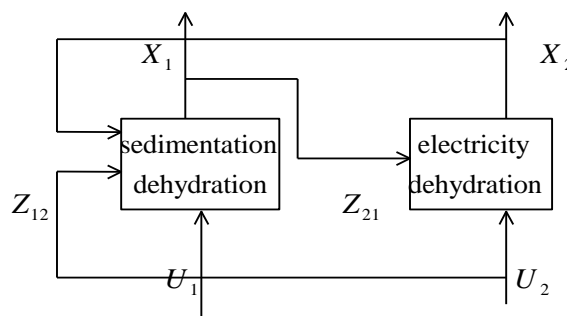 X1 X2
sedimentation electricity
dehydration dehydration
Z12 Z21
U1 U2